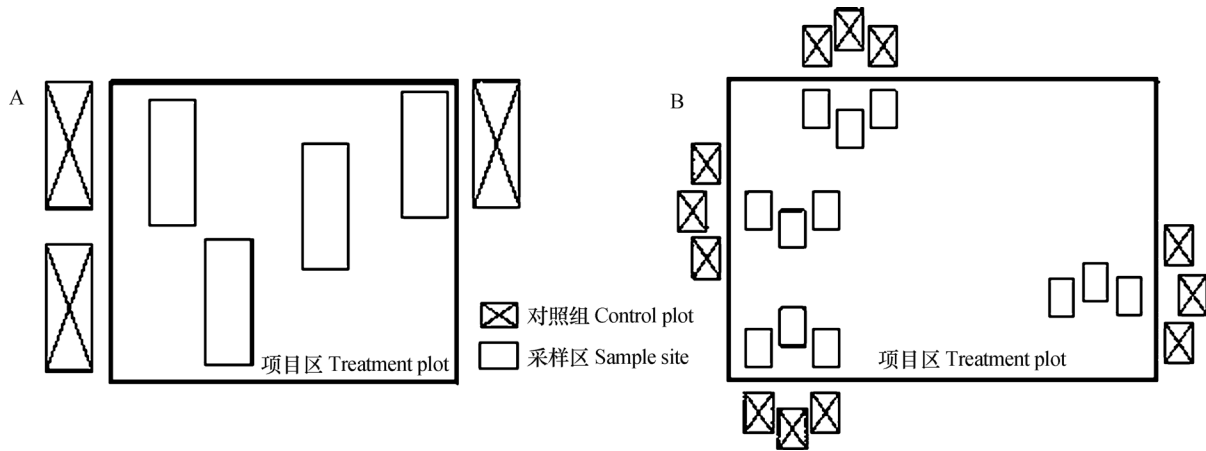 A
B
对照组 Control plot
采样区 Sample site
项目区 Treatment plot
项目区 Treatment plot